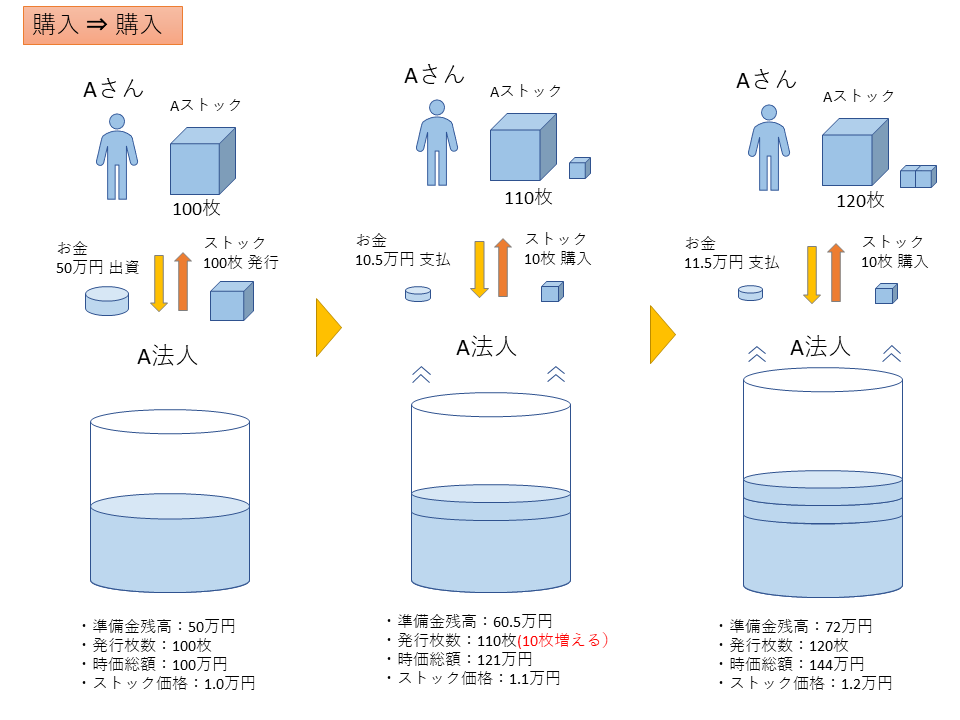 購入 ⇒ 購入
Aさん
Aストック
100枚
お金
50万円 出資
ストック
100枚 発行
A法人
・準備金残高：50万円
・発行枚数：100枚
・時価総額：100万円
・ストック価格：1.0万円
Aさん
Aストック
110枚
お金
10.5万円 支払
ストック
10枚 購入
A法人
・準備金残高：60.5万円
・発行枚数：110枚(10枚増える）
・時価総額：121万円
・ストック価格：1.1万円
Aさん
Aストック
120枚
お金
11.5万円 支払
ストック
10枚 購入
A法人
・準備金残高：72万円
・発行枚数：120枚
・時価総額：144万円
・ストック価格：1.2万円